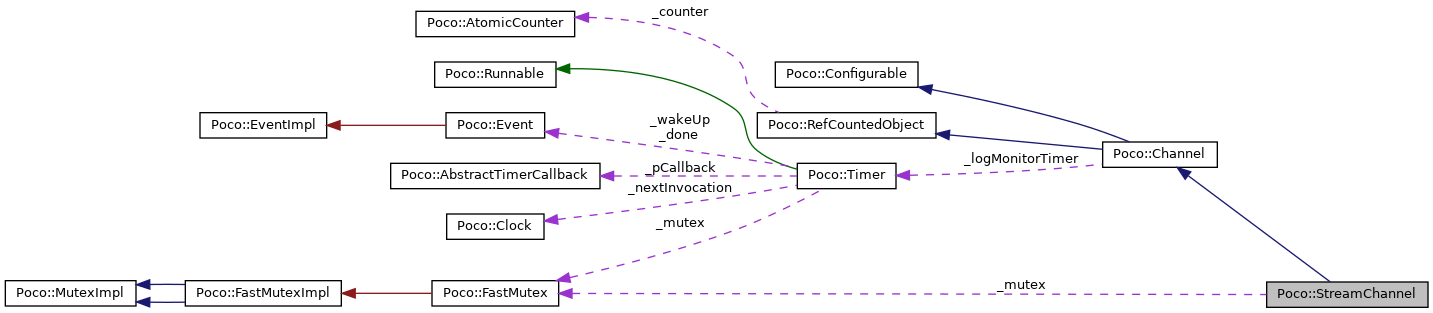 _counter
Poco::AtomicCounter
Poco::Runnable
Poco::Configurable
Poco::EventImpl
Poco::Event
_wakeUp
_done
Poco::RefCountedObject
Poco::Channel
_logMonitorTimer
Poco::AbstractTimerCallback
_pCallback
Poco::Timer
_nextInvocation
Poco::Clock
_mutex
Poco::MutexImpl
Poco::FastMutexImpl
Poco::FastMutex
_mutex
Poco::StreamChannel